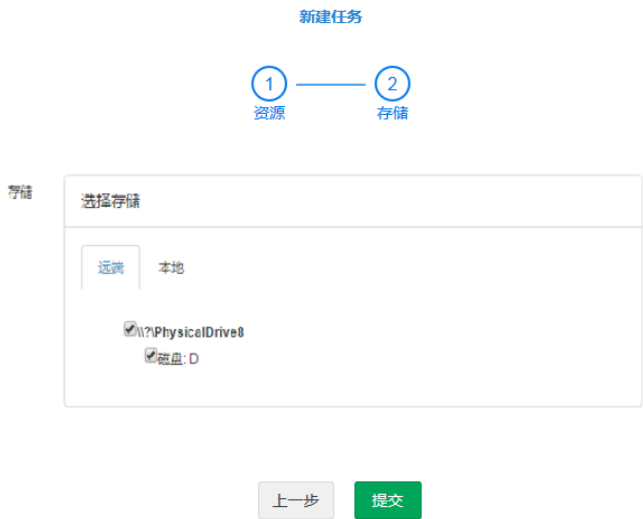 新建任务
1 2
资源 存储
存储 选择存储
远端 本地
\\?\PhysicalDrive8
磁盘: D
上一步 提交